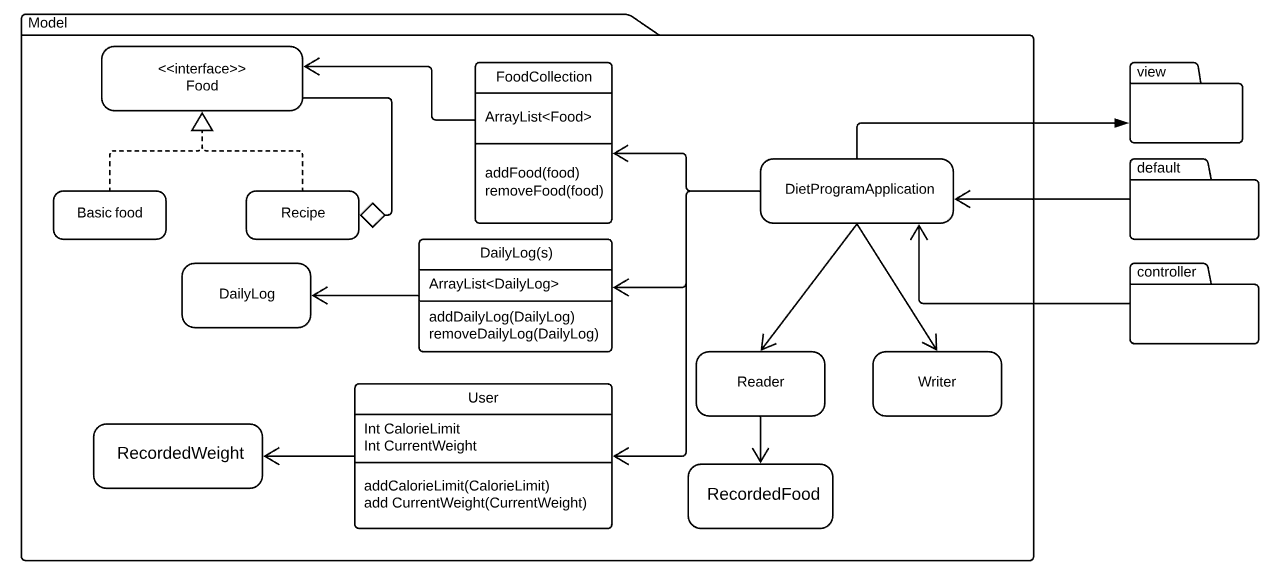 Model
<<interface>>
Food
Basic food
Recipe
FoodCollection
ArrayList<Food>
addFood(food)
removeFood(food)
DailyLog
DailyLog(s)
ArrayList<DailyLog>
addDailyLog(DailyLog)
removeDailyLog(DailyLog)
RecordedWeight
User
Int CalorieLimit
Int CurrentWeight
addCalorieLimit(CalorieLimit)
add CurrentWeight(CurrentWeight)
DietProgramApplication
Reader
Writer
RecordedFood
view
default
controller